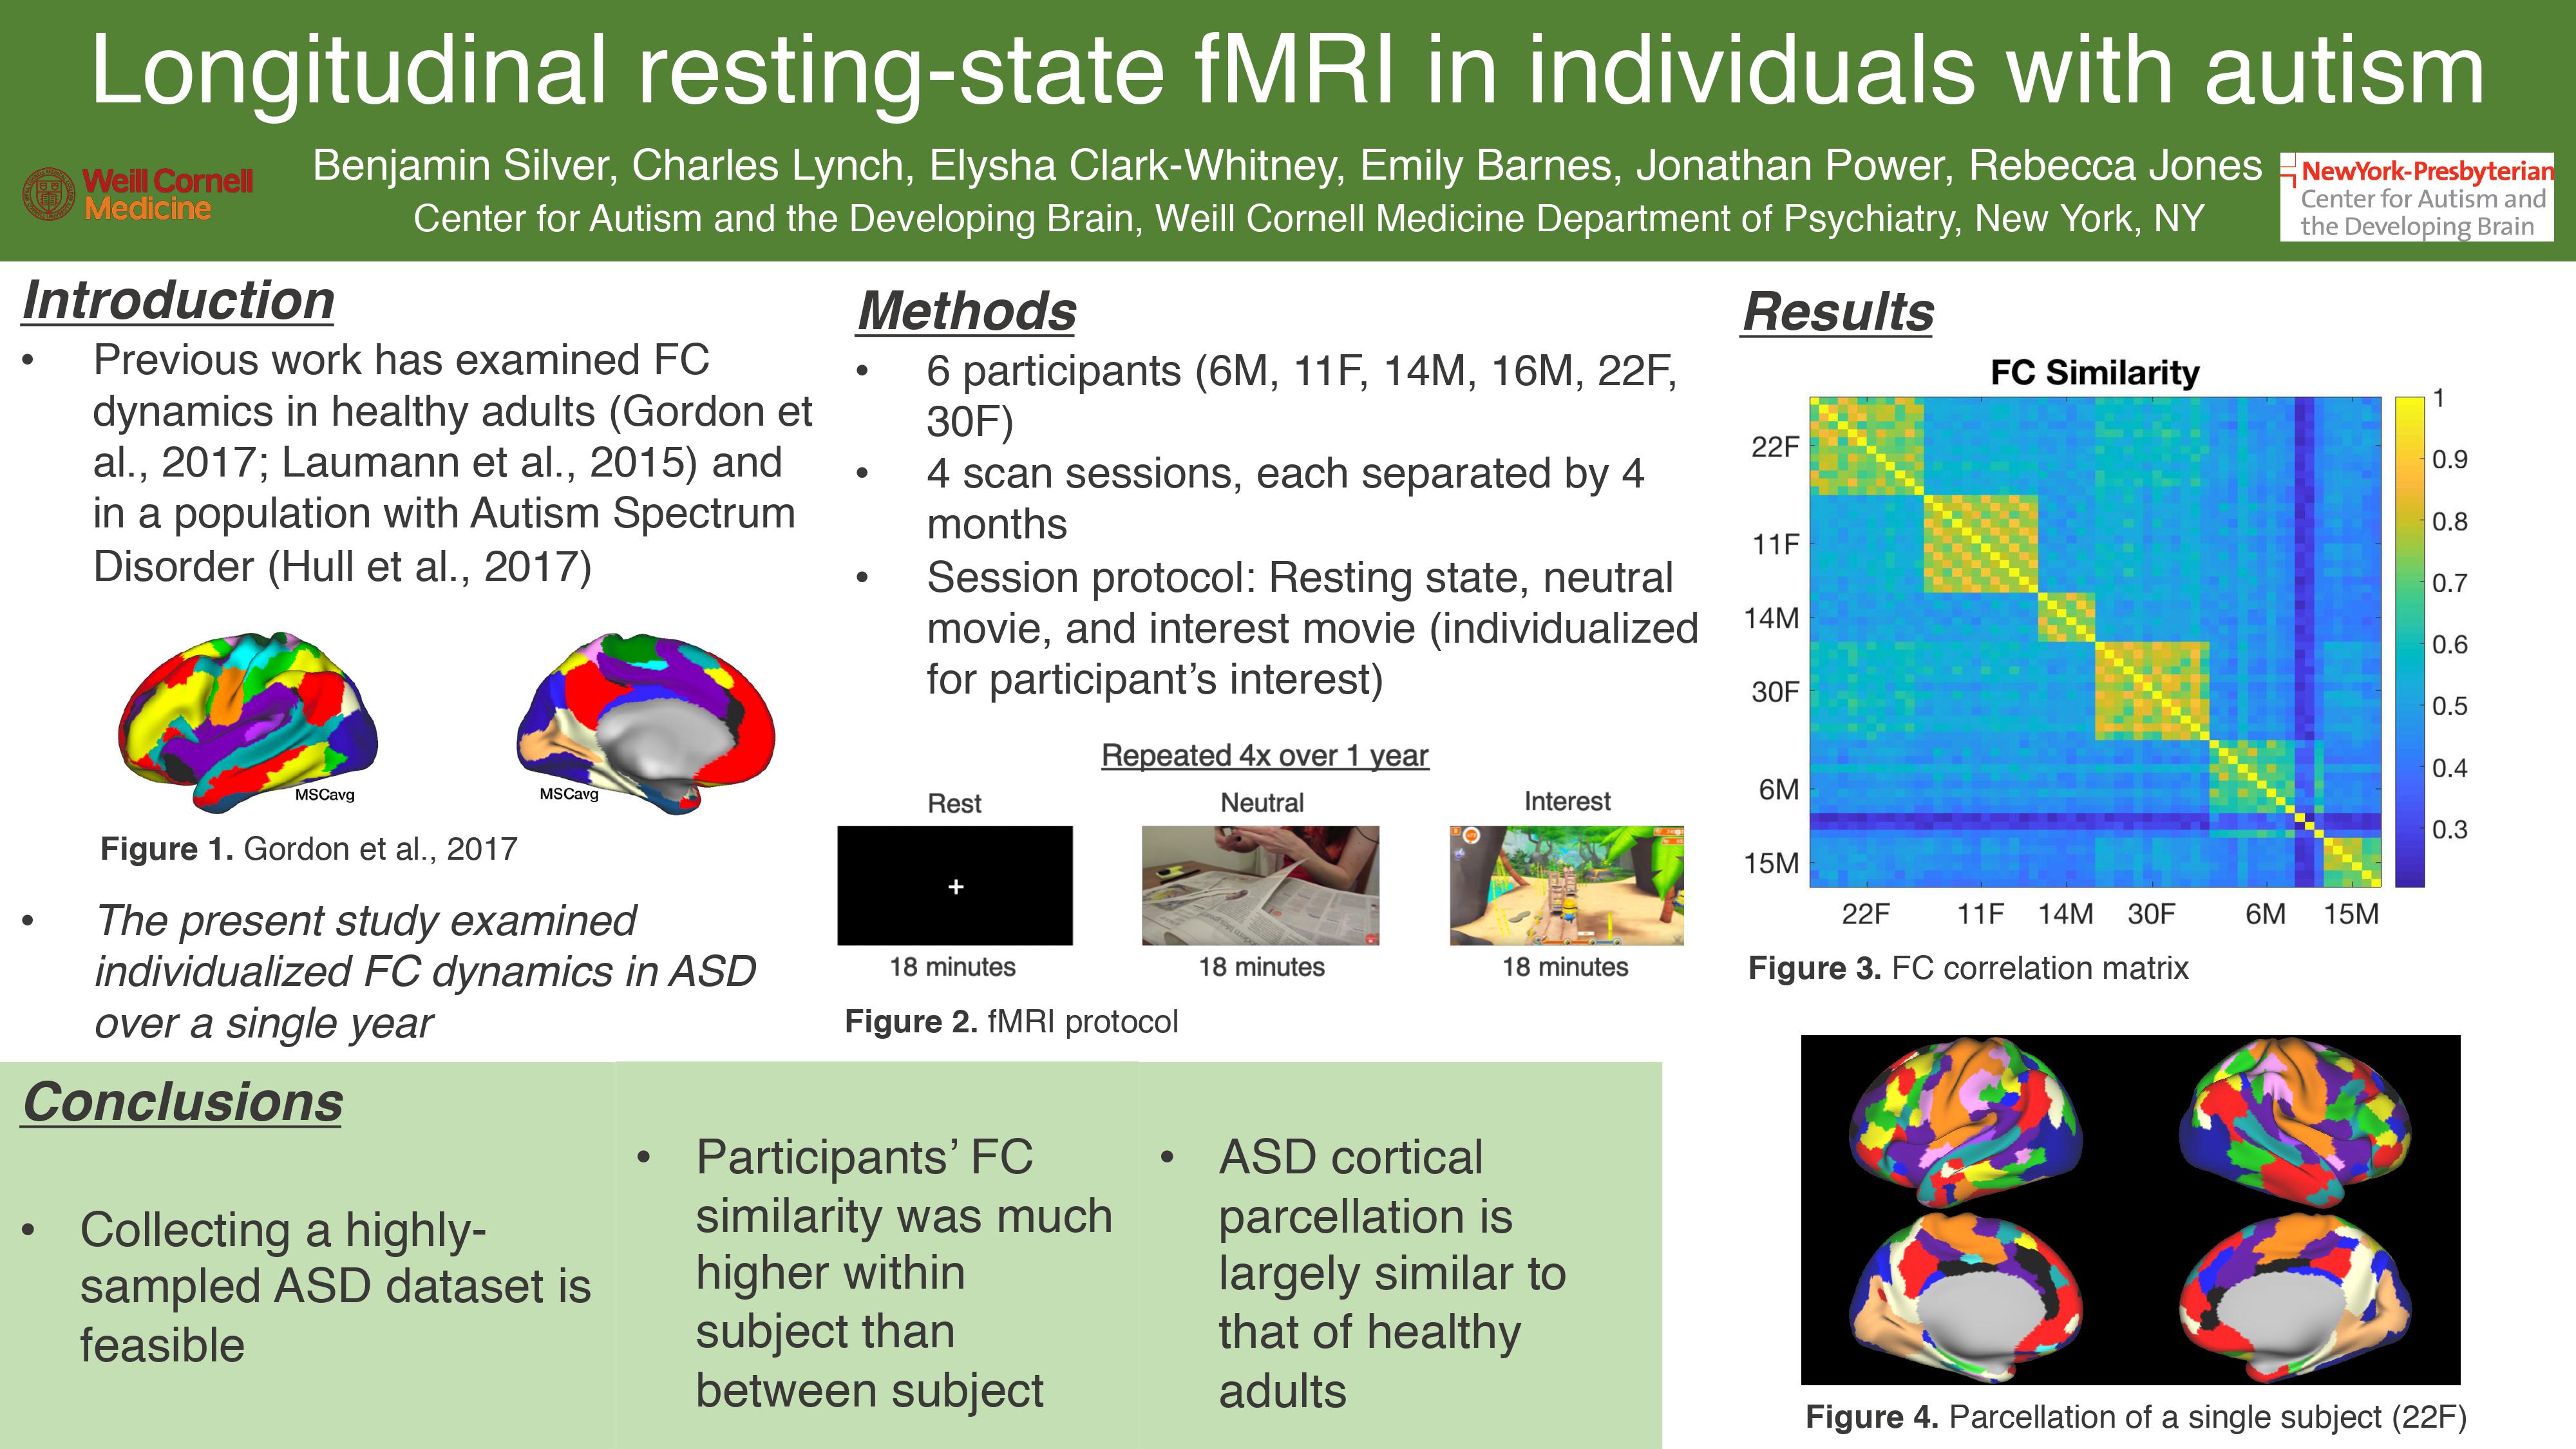 Longitudinal resting-state fMRI in individuals with autism
Benjamin Silver, Charles Lynch, Elysha Clark-Whitney, Emily Barnes, Jonathan Power, Rebecca Jones
Center for Autism and the Developing Brain, Weill Cornell Medicine Department of Psychiatry, New York, NY
Weill Cornell
Medicine
NewYork-Presbyterian
Center for Autism and
the Developing Brain
Introduction
• Previous work has examined FC
dynamics in healthy adults (Gordon et
al., 2017; Laumann et al., 2015) and
in a population with Autism Spectrum
Disorder (Hull et al., 2017)
MSCavg
MSCavg
Figure 1. Gordon et al., 2017
• The present study examined
individualized FC dynamics in ASD
over a single year
Methods
• 6 participants (6M, 11F, 14M, 16M, 22F,
30F)
• 4 scan sessions, each separated by 4
months
• Session protocol: Resting state, neutral
movie, and interest movie (individualized
for participant’s interest)
Repeated 4x over 1 year
Rest
Neutral
Interest
+
18 minutes
18 minutes
18 minutes
Figure 2. fMRI protocol
Results
FC Similarity
22F
11F
14M
30F
6M
15M
22F 11F 14M 30F 6M 15M
1
0.9
0.8
0.7
0.6
0.5
0.4
0.3
Figure 3. FC correlation matrix
Figure 4. Parcellation of a single subject (22F)
Conclusions
• Collecting a highly-
sampled ASD dataset is
feasible
• Participants’ FC
similarity was much
higher within
subject than
between subject
• ASD cortical
parcellation is
largely similar to
that of healthy
adults